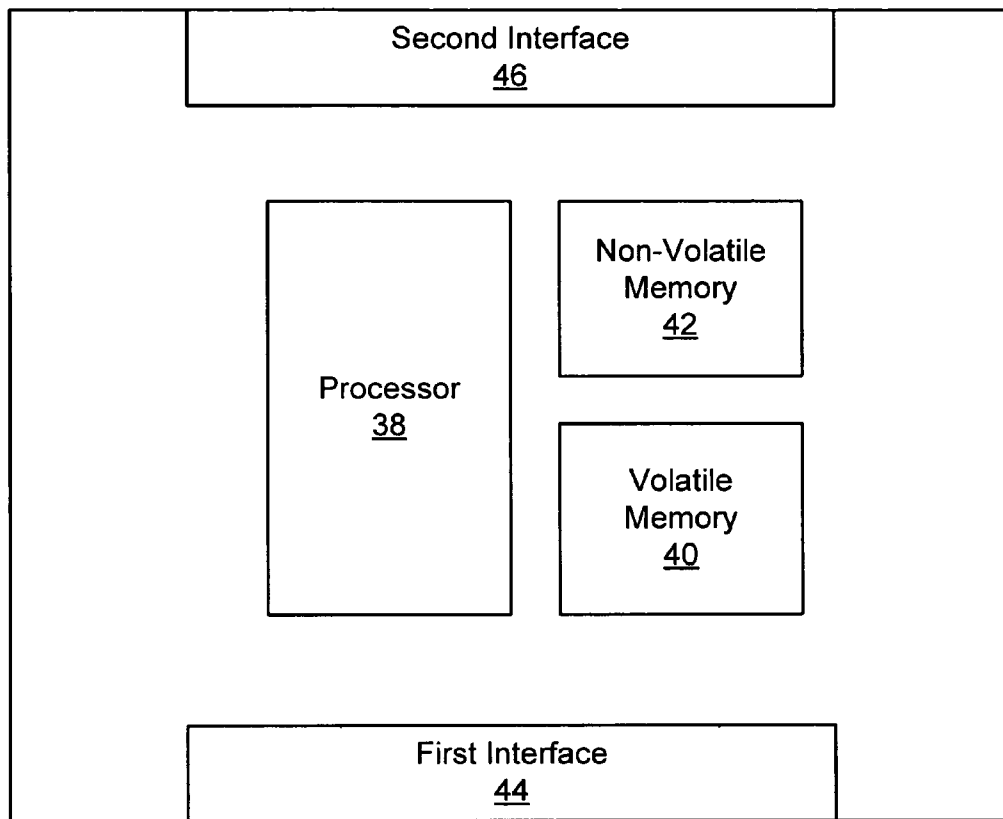 Second Interface
46
Non-Volatile
Memory
42
Processor
38
Volatile
Memory
40
First Interface
44